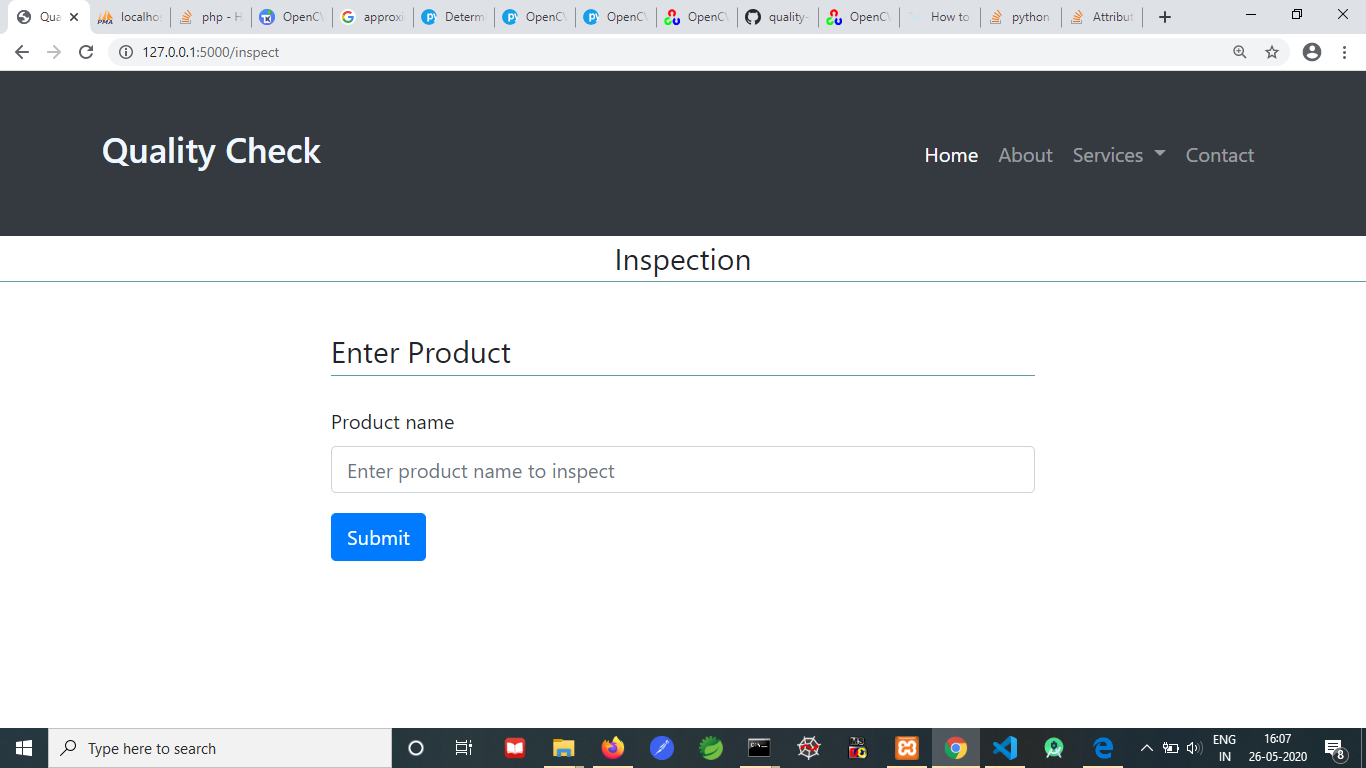 Qua
localhos
php - H
OpenCV
approxi
Determ
OpenCV
OpenCV
OpenCV
quality-
OpenCV
How to
python
Attribut
127.0.0.1:5000/inspect
Quality Check
Home About Services Contact
Inspection
Enter Product
Product name
Enter product name to inspect
Submit
Type here to search
ENG
IN
16:07
26-05-2020
8